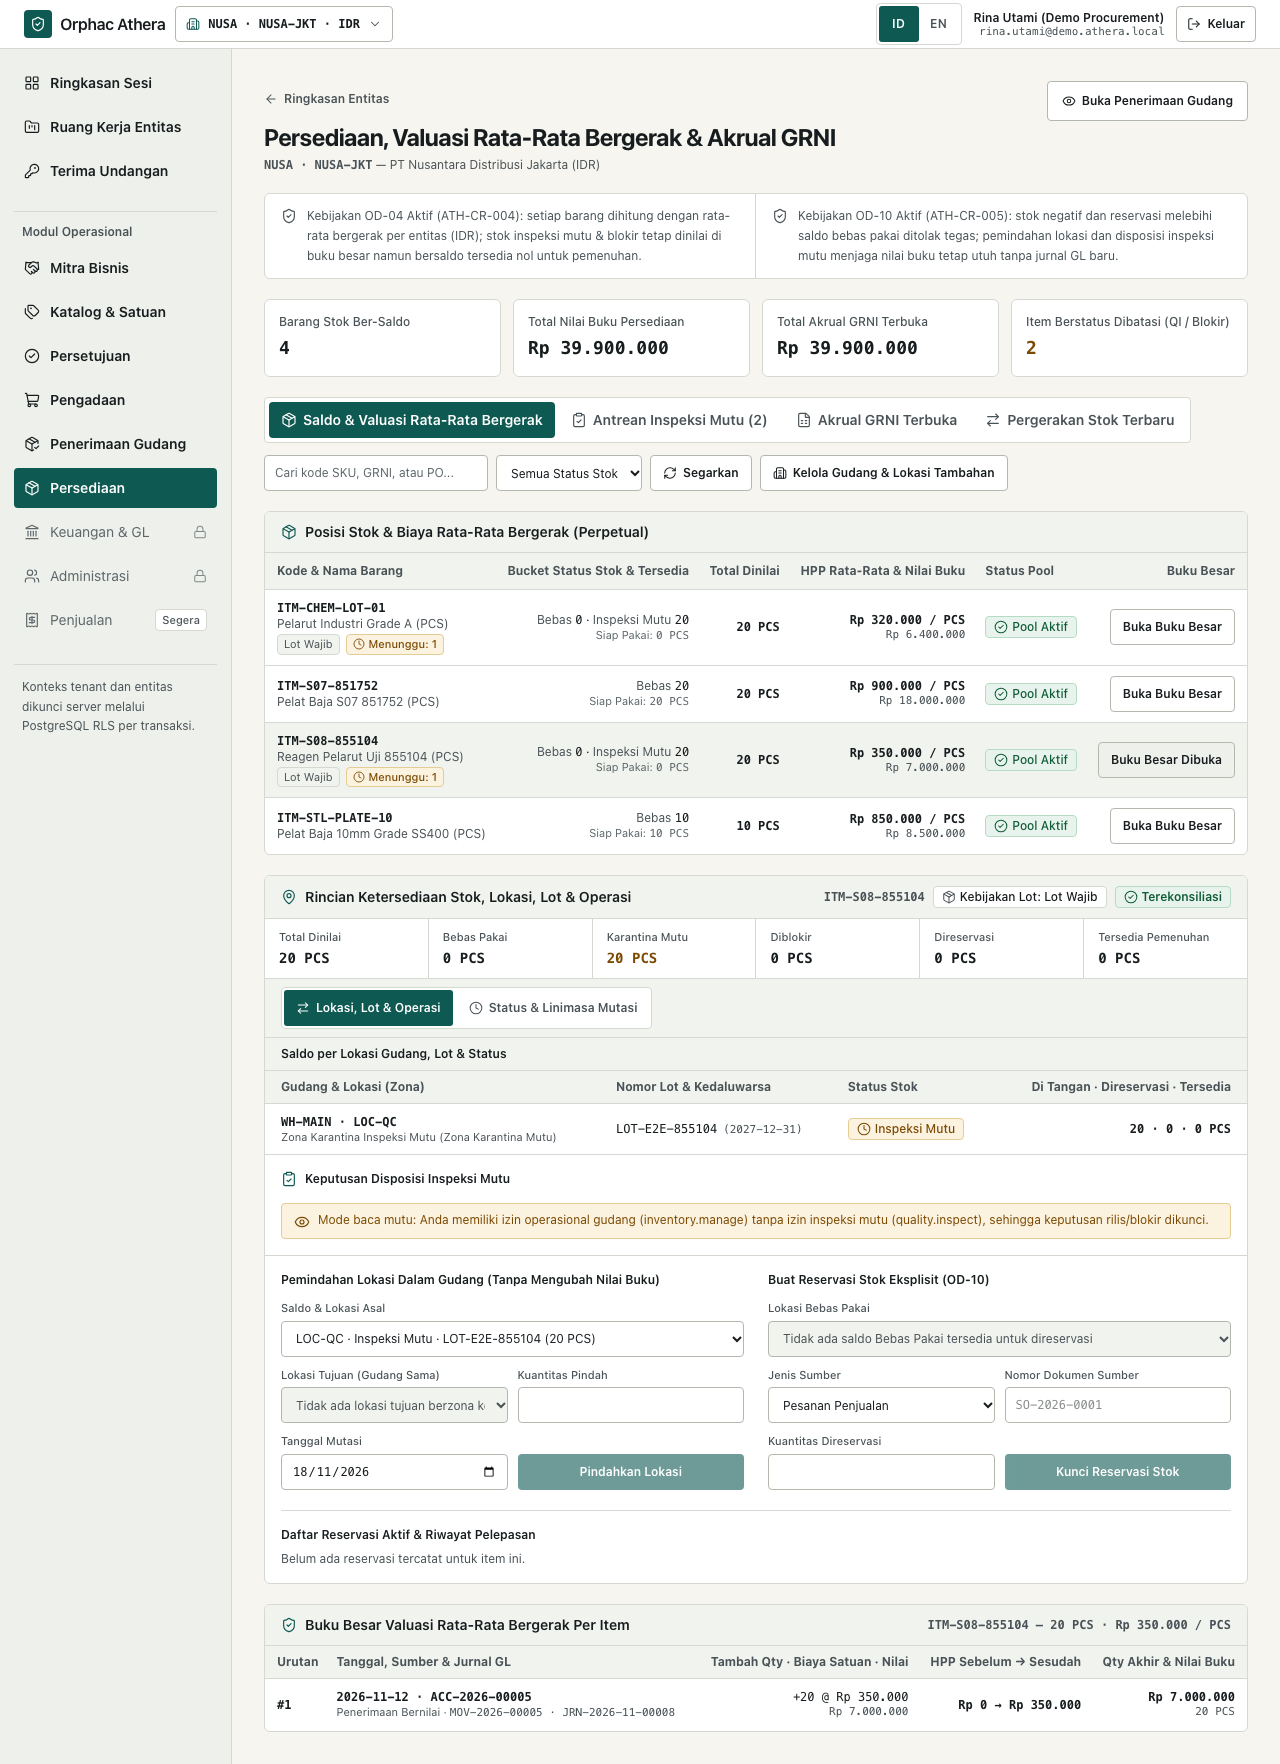 Orphac Athera
NUSA · NUSA-JKT · IDR
ID
EN
Rina Utami (Demo Procurement)
rina.utami@demo.athera.local
Keluar
Ringkasan Sesi
Ruang Kerja Entitas
Terima Undangan
Modul Operasional
Mitra Bisnis
Katalog & Satuan
Persetujuan
Pengadaan
Penerimaan Gudang
Persediaan
Keuangan & GL
Administrasi
Penjualan
Segera
Konteks tenant dan entitas
dikunci server melalui
PostgreSQL RLS per transaksi.
Ringkasan Entitas
Buka Penerimaan Gudang
Persediaan, Valuasi Rata-Rata Bergerak & Akrual GRNI
NUSA · NUSA-JKT — PT Nusantara Distribusi Jakarta (IDR)
Kebijakan OD-04 Aktif (ATH-CR-004): setiap barang dihitung dengan rata-
rata bergerak per entitas (IDR); stok inspeksi mutu & blokir tetap dinilai di
buku besar namun bersaldo tersedia nol untuk pemenuhan.
Kebijakan OD-10 Aktif (ATH-CR-005): stok negatif dan reservasi melebihi
saldo bebas pakai ditolak tegas; pemindahan lokasi dan disposisi inspeksi
mutu menjaga nilai buku tetap utuh tanpa jurnal GL baru.
Barang Stok Ber-Saldo
4
Total Nilai Buku Persediaan
Rp 39.900.000
Total Akrual GRNI Terbuka
Rp 39.900.000
Item Berstatus Dibatasi (QI / Blokir)
2
Saldo & Valuasi Rata-Rata Bergerak
Antrean Inspeksi Mutu (2)
Akrual GRNI Terbuka
Pergerakan Stok Terbaru
Cari kode SKU, GRNI, atau PO...
Semua Status Stok
Segarkan
Kelola Gudang & Lokasi Tambahan
Posisi Stok & Biaya Rata-Rata Bergerak (Perpetual)
Kode & Nama Barang
Bucket Status Stok & Tersedia
Total Dinilai
HPP Rata-Rata & Nilai Buku
Status Pool
Buku Besar
ITM-CHEM-LOT-01
Pelarut Industri Grade A (PCS)
Lot Wajib
Menunggu: 1
Bebas 0 · Inspeksi Mutu 20
Siap Pakai: 0 PCS
20 PCS
Rp 320.000 / PCS
Rp 6.400.000
Pool Aktif
Buka Buku Besar
ITM-S07-851752
Pelat Baja S07 851752 (PCS)
Bebas 20
Siap Pakai: 20 PCS
20 PCS
Rp 900.000 / PCS
Rp 18.000.000
Pool Aktif
Buka Buku Besar
ITM-S08-855104
Reagen Pelarut Uji 855104 (PCS)
Lot Wajib
Menunggu: 1
Bebas 0 · Inspeksi Mutu 20
Siap Pakai: 0 PCS
20 PCS
Rp 350.000 / PCS
Rp 7.000.000
Pool Aktif
Buku Besar Dibuka
ITM-STL-PLATE-10
Pelat Baja 10mm Grade SS400 (PCS)
Bebas 10
Siap Pakai: 10 PCS
10 PCS
Rp 850.000 / PCS
Rp 8.500.000
Pool Aktif
Buka Buku Besar
Rincian Ketersediaan Stok, Lokasi, Lot & Operasi
ITM-S08-855104
Kebijakan Lot: Lot Wajib
Terekonsiliasi
Total Dinilai
20 PCS
Bebas Pakai
0 PCS
Karantina Mutu
20 PCS
Diblokir
0 PCS
Direservasi
0 PCS
Tersedia Pemenuhan
0 PCS
Lokasi, Lot & Operasi
Status & Linimasa Mutasi
Saldo per Lokasi Gudang, Lot & Status
Gudang & Lokasi (Zona)
Nomor Lot & Kedaluwarsa
Status Stok
Di Tangan · Direservasi · Tersedia
WH-MAIN · LOC-QC
Zona Karantina Inspeksi Mutu (Zona Karantina Mutu)
LOT-E2E-855104 (2027-12-31)
Inspeksi Mutu
20 · 0 · 0 PCS
Keputusan Disposisi Inspeksi Mutu
Mode baca mutu: Anda memiliki izin operasional gudang (inventory.manage) tanpa izin inspeksi mutu (quality.inspect), sehingga keputusan rilis/blokir dikunci.
Pemindahan Lokasi Dalam Gudang (Tanpa Mengubah Nilai Buku)
Saldo & Lokasi Asal
LOC-QC · Inspeksi Mutu · LOT-E2E-855104 (20 PCS)
Lokasi Tujuan (Gudang Sama)
Tidak ada lokasi tujuan berzona k
Kuantitas Pindah
Tanggal Mutasi
18/11/2026
Pindahkan Lokasi
Buat Reservasi Stok Eksplisit (OD-10)
Lokasi Bebas Pakai
Tidak ada saldo Bebas Pakai tersedia untuk direservasi
Jenis Sumber
Pesanan Penjualan
Nomor Dokumen Sumber
SO-2026-0001
Kuantitas Direservasi
Kunci Reservasi Stok
Daftar Reservasi Aktif & Riwayat Pelepasan
Belum ada reservasi tercatat untuk item ini.
Buku Besar Valuasi Rata-Rata Bergerak Per Item
ITM-S08-855104 — 20 PCS · Rp 350.000 / PCS
Urutan
Tanggal, Sumber & Jurnal GL
Tambah Qty · Biaya Satuan · Nilai
HPP Sebelum → Sesudah
Qty Akhir & Nilai Buku
#1
2026-11-12 · ACC-2026-00005
Penerimaan Bernilai · MOV-2026-00005 · JRN-2026-11-00008
+20 @ Rp 350.000
Rp 7.000.000
Rp 0 → Rp 350.000
Rp 7.000.000
20 PCS